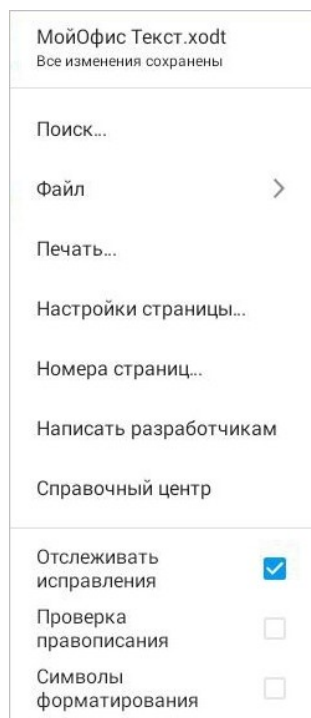 МойОфис Текст.xodt
Все изменения сохранены
Поиск...
Файл
Печать...
Настройки страницы...
Номера страниц...
Написать разработчикам
Справочный центр
Отслеживать
исправления
Проверка
правописания
Символы
форматирования